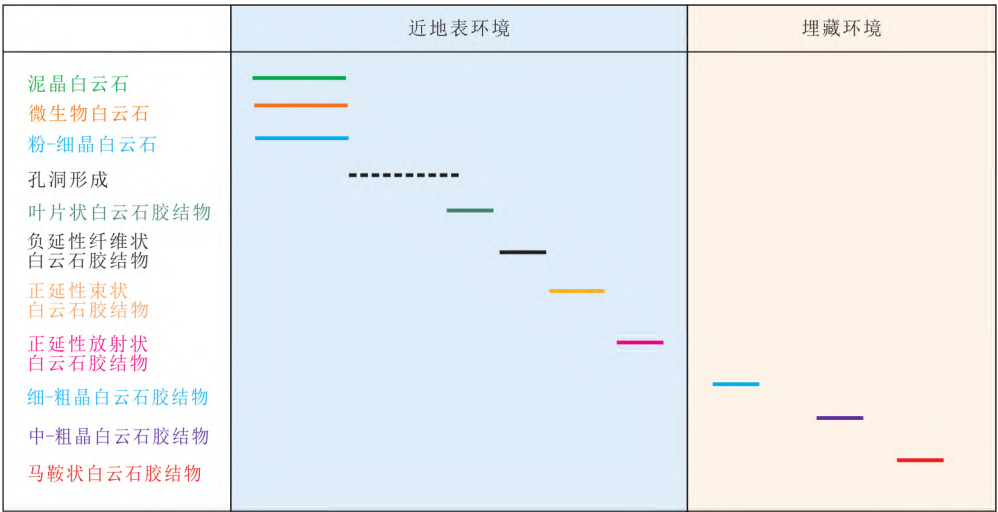 近地表环境
埋藏环境
泥晶白云石
微生物白云石
粉-细晶白云石
孔洞形成
叶片状白云石胶结物
负延性纤维状
白云石胶结物
正延性束状
白云石胶结物
正延性放射状
白云石胶结物
细-粗晶白云石胶结物
中-粗晶白云石胶结物
马鞍状白云石胶结物